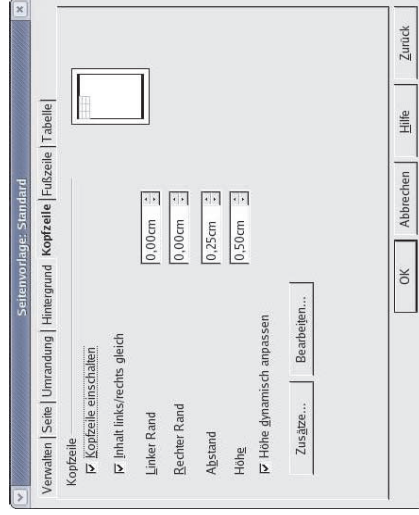 Seitenvorlage: Standard
Verwalten | Seite | Umrandung | Hintergrund | Kopfzeile | Fußzeile | Tabelle
Kopfzeile
Kopfzeile einschalten
Inhalt links/rechts gleich
Linker Rand 0,00cm
Rechter Rand 0,00cm
Abstand 0,25cm
Höhe 0,50cm
Höhe dynamisch anpassen
Zusätze... Bearbeiten...
OK Abbrechen Hilfe Zurück